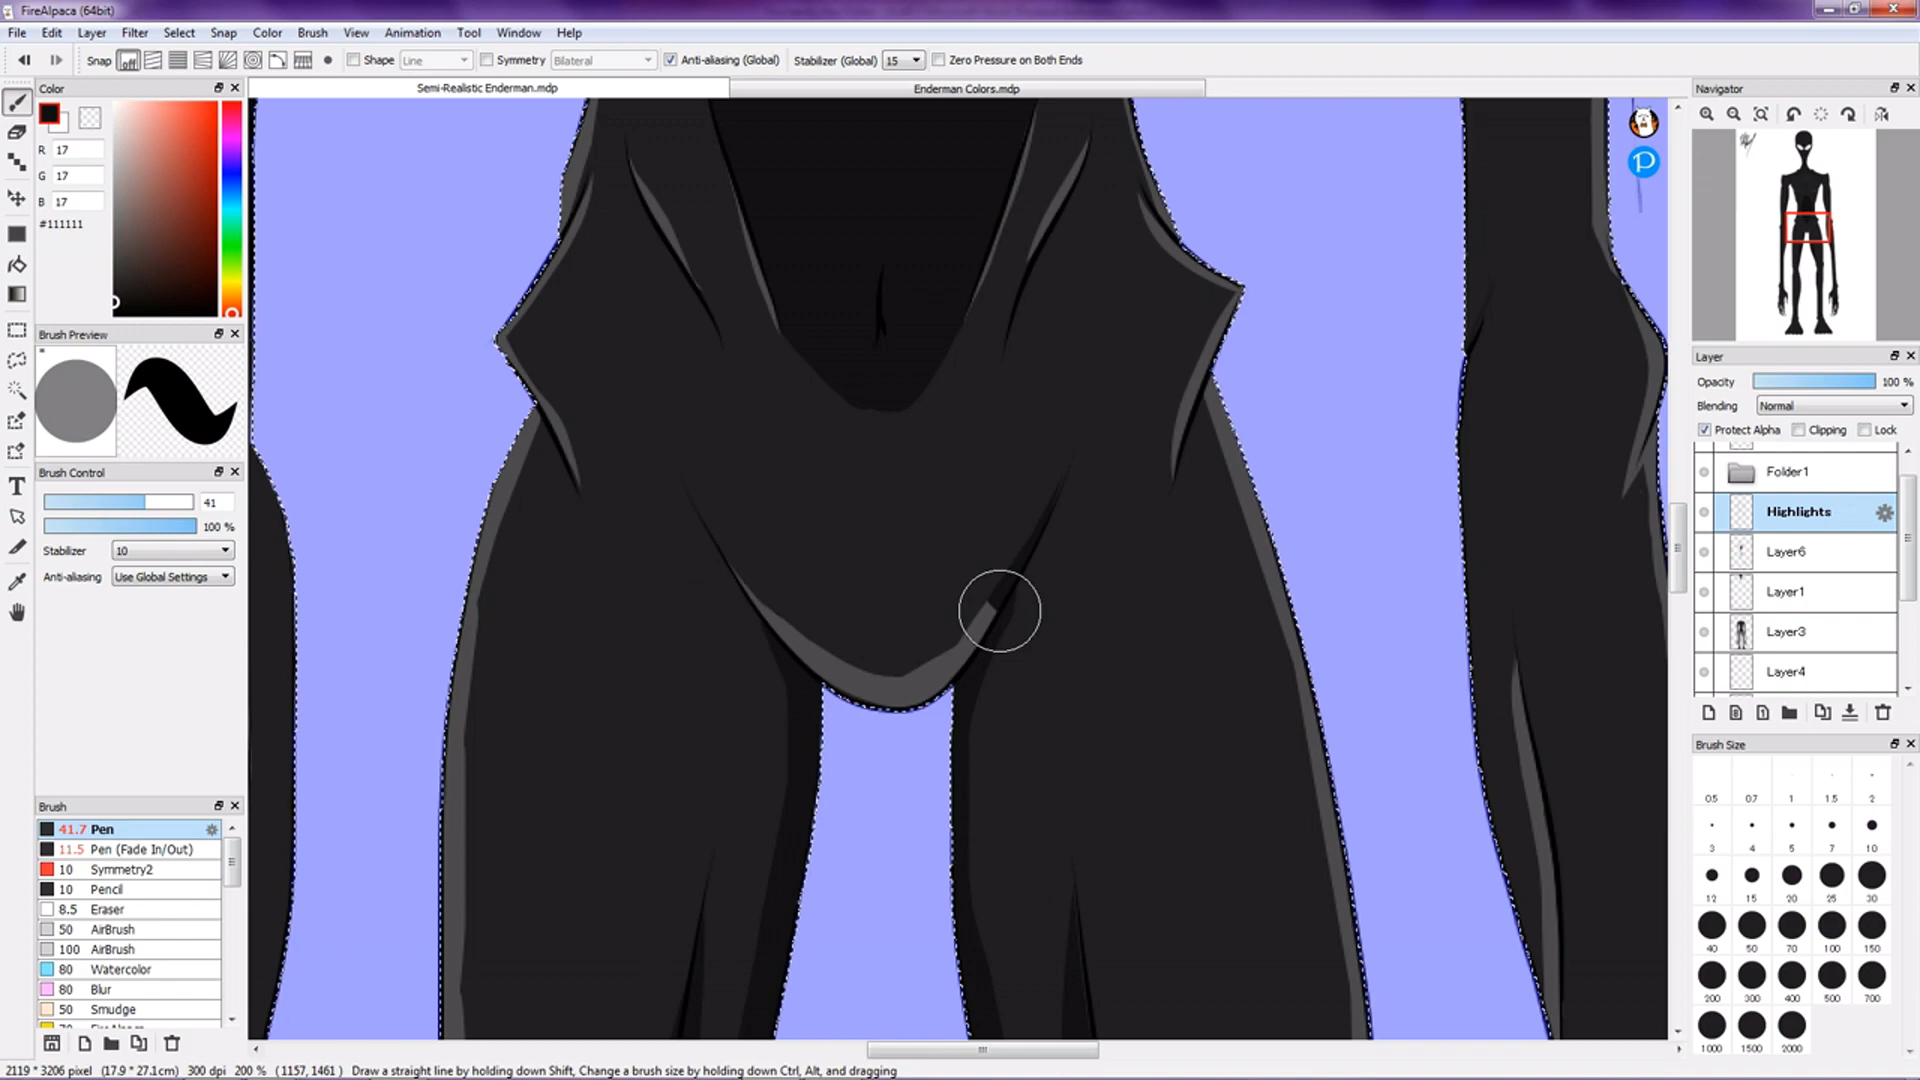 FireAlpaca (64bit)
File Edit Layer Filter Select Snap Color Brush View Animation Tool Window Help
Snap off Shape Line Symmetry Bilateral Anti-aliasing (Global) Stabilizer (Global) 15 Zero Pressure on Both Ends
Color
Semi-Realistic Enderman.mdp
Enderman Colors.mdp
Navigator
R 17
G 17
B 17
#111111
Brush Preview
Brush Control
41
100 %
Stabilizer 10
Anti-aliasing: Use Global Settings
Brush
41.7 Pen
11.5 Pen (Fade In/Out)
10 Symmetry2
10 Pencil
8.5 Eraser
50 AirBrush
100 AirBrush
80 Watercolor
80 Blur
50 Smudge
Layer
Opacity 100 %
Blending Normal
Protect Alpha Clipping Lock
Folder1
Highlights
Layer6
Layer1
Layer3
Layer4
Brush Size
0.5 0.7 1 1.5 2
3 4 5 7 10
12 15 20 25 30
40 50 70 100 150
200 300 400 500 700
1000 1500 2000
2119 * 3206 pixel (17.9 * 27.1cm) 300 dpi 200 % (1157, 1461) Draw a straight line by holding down Shift, Change a brush size by holding down Ctrl, Alt, and dragging